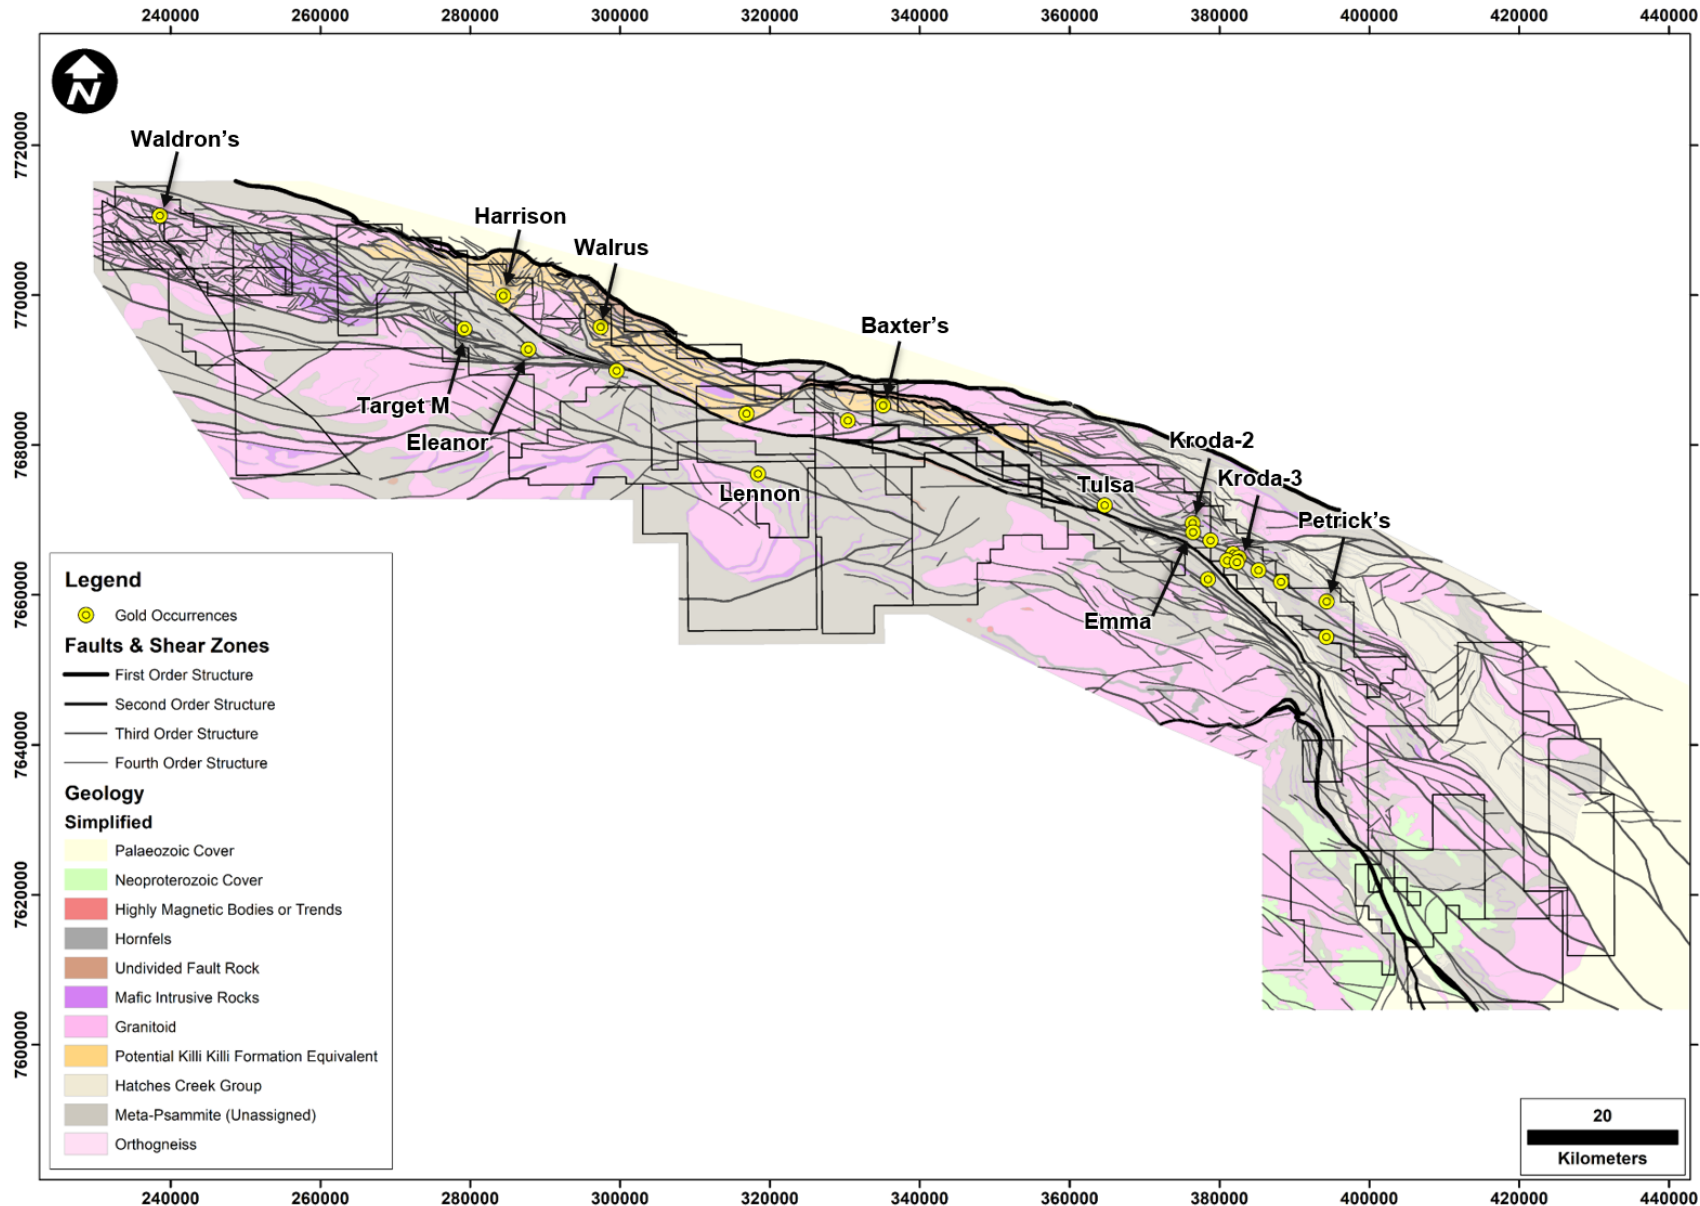 240000 260000 280000 300000 320000 340000 360000 380000 400000 420000 440000
N
7720000
7700000
7680000
7660000
7640000
7620000
7600000
7720000
Waldron's
Harrison
Walrus
Baxter's
Target M
Eleanor
Kroda-2
Kroda-3
Tulsa
Lennon
Petrick's
Emma
Legend
Gold Occurrences
Faults & Shear Zones
First Order Structure
Second Order Structure
Third Order Structure
Fourth Order Structure
Geology
Simplified
Palaeozoic Cover
Neoproterozoic Cover
Highly Magnetic Bodies or Trends
Hornfels
Undivided Fault Rock
Mafic Intrusive Rocks
Granitoid
Potential Killi Killi Formation Equivalent
Hatches Creek Group
Meta-Psammite (Unassigned)
Orthogneiss
20
Kilometers
240000 260000 280000 300000 320000 340000 360000 380000 400000 420000 440000